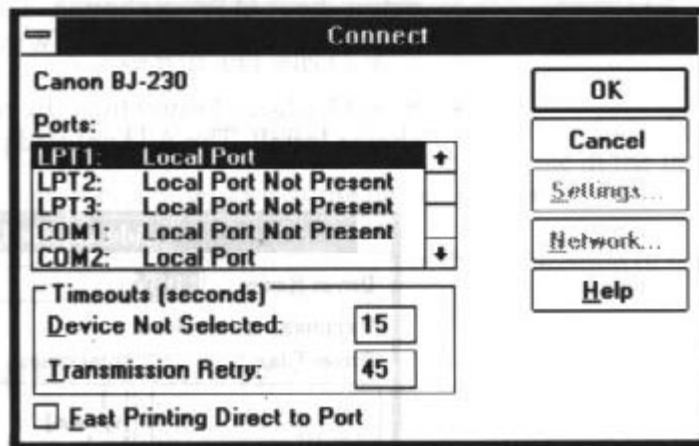 Connect
Canon BJ-230
Ports:
LPT1: Local Port
LPT2: Local Port Not Present
LPT3: Local Port Not Present
COM1: Local Port Not Present
COM2: Local Port
Timeouts (seconds)
Device Not Selected: 15
Transmission Retry: 45
Fast Printing Direct to Port
OK
Cancel
Settings...
Network...
Help